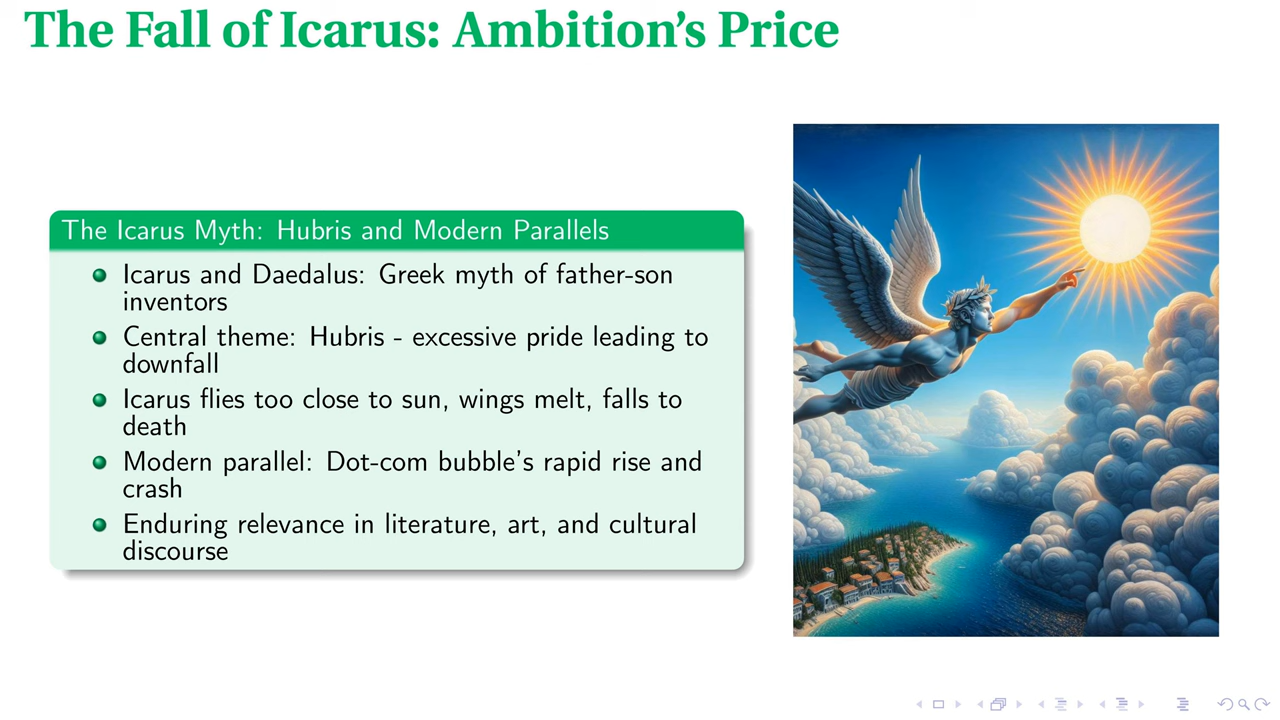 The Fall of Icarus: Ambition’s Price
The Icarus Myth: Hubris and Modern Parallels
Icarus and Daedalus: Greek myth of father-son
inventors
Central theme: Hubris - excessive pride leading to
downfall
Icarus flies too close to sun, wings melt, falls to
death
Modern parallel: Dot-com bubble’s rapid rise and
crash
Enduring relevance in literature, art, and cultural
discourse